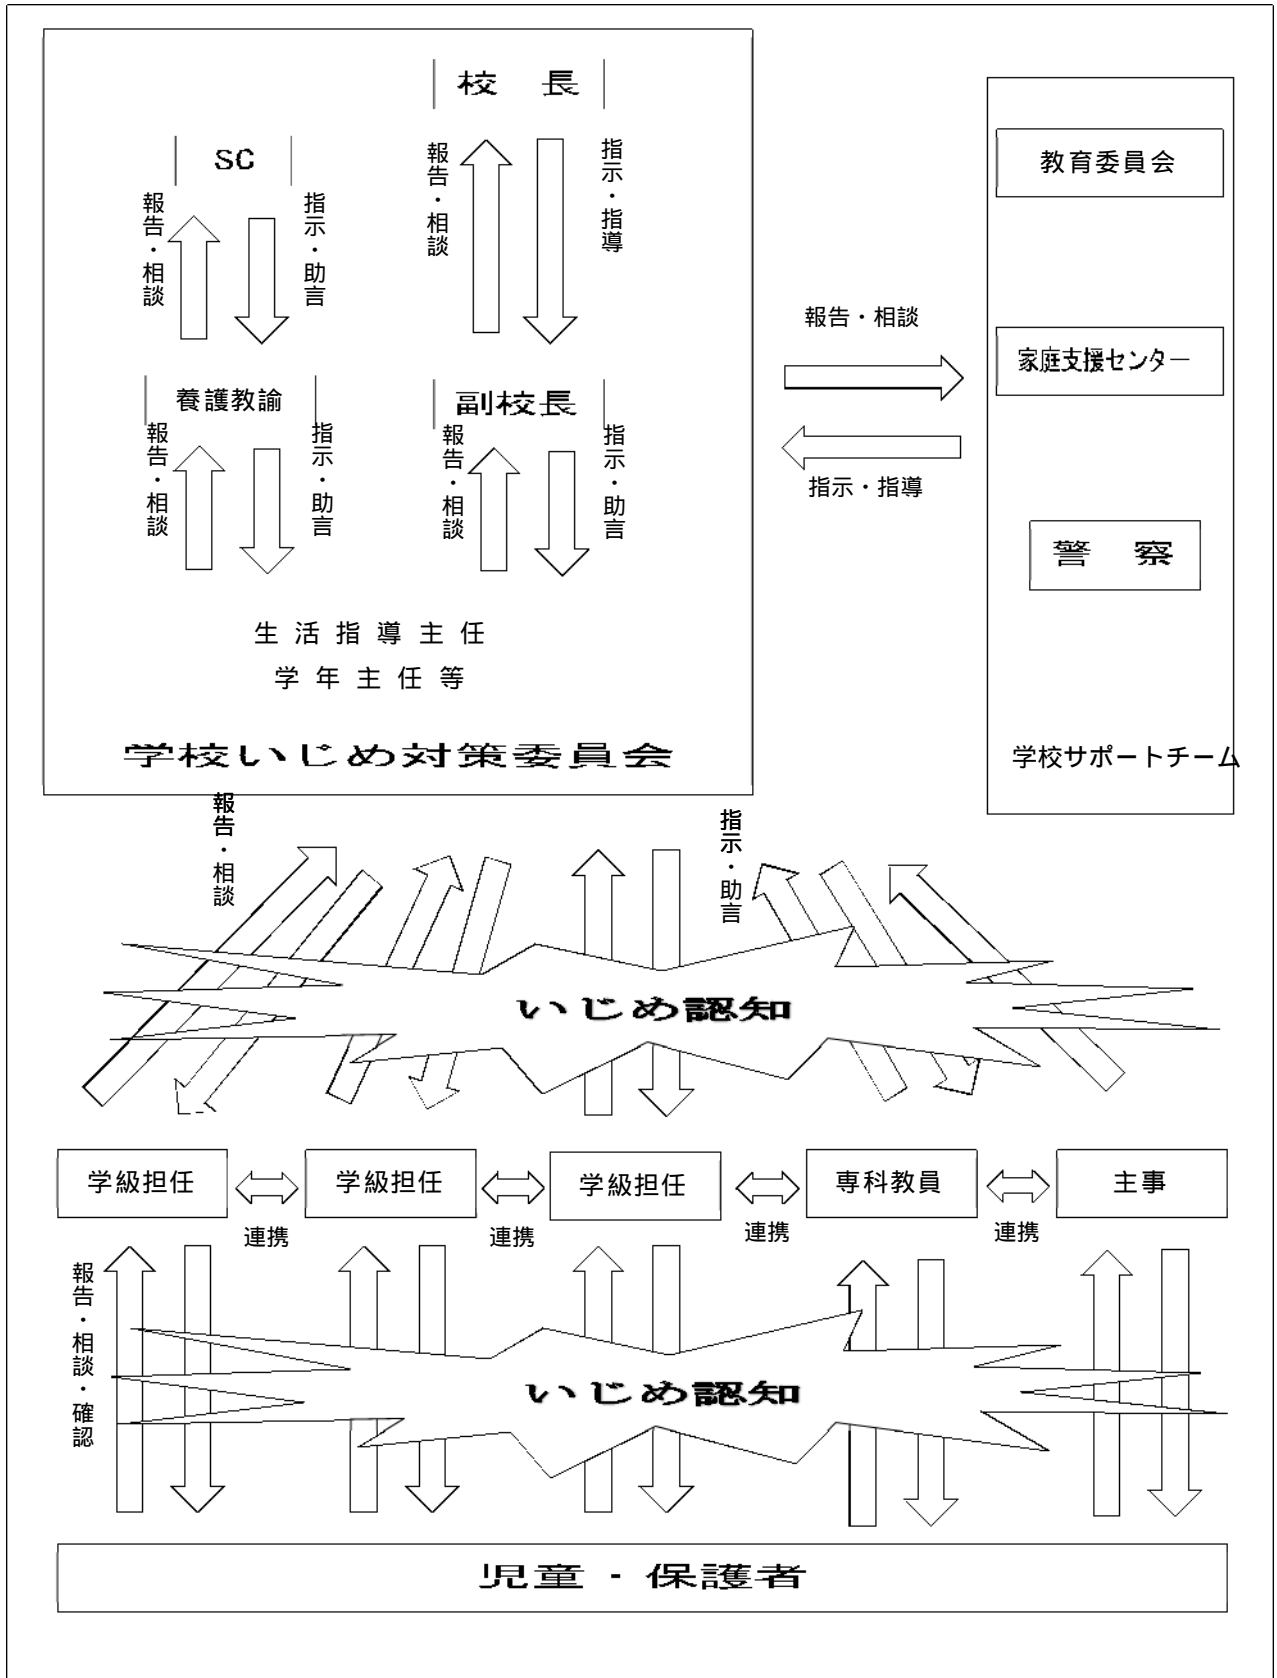 校　長
SC
報告・相談
指示・助言
報告・相談
指示・指導
教育委員会
報告・相談
家庭支援センター
養護教諭
副校長
報告・相談
指示・助言
報告・相談
指示・助言
指示・指導
警　察
生活指導主任
学年主任等
学校いじめ対策委員会
学校サポートチーム
報告・相談
指示・助言
いじめ認知
学級担任
学級担任
学級担任
専科教員
主事
連携
連携
連携
連携
報告・相談・確認
いじめ認知
児童・保護者